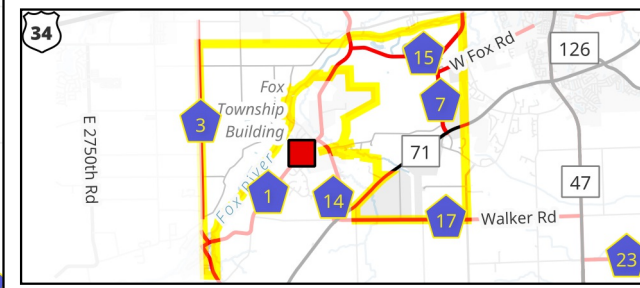 34
15
W Fox Rd
126
Fox
Township
Building
3
7
E 2750th Rd
71
Fox River
1
14
47
17
Walker Rd
23